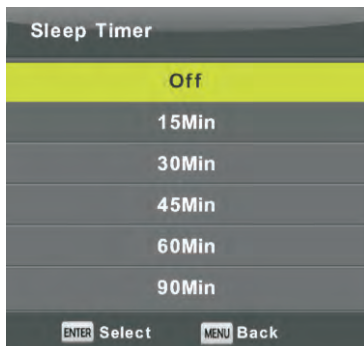 Sleep Timer
Off
15Min
30Min
45Min
60Min
90Min
ENTER Select MENU Back